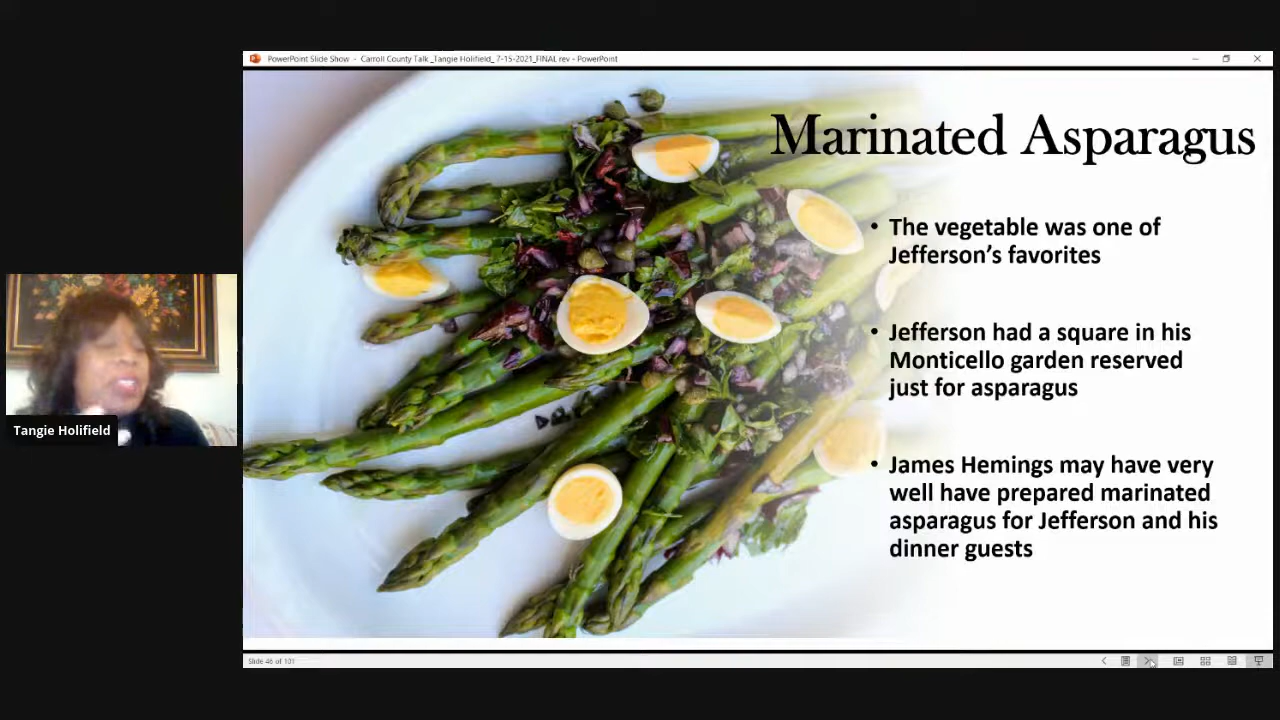 PowerPoint Slide Show - Carroll County Talk _Tangie Holifield_ 7-15-2021_FINAL rev - PowerPoint
Marinated Asparagus
• The vegetable was one of
Jefferson’s favorites
• Jefferson had a square in his
Monticello garden reserved
just for asparagus
• James Hemings may have very
well have prepared marinated
asparagus for Jefferson and his
dinner guests
Tangie Holifield
Slide 46 of 101